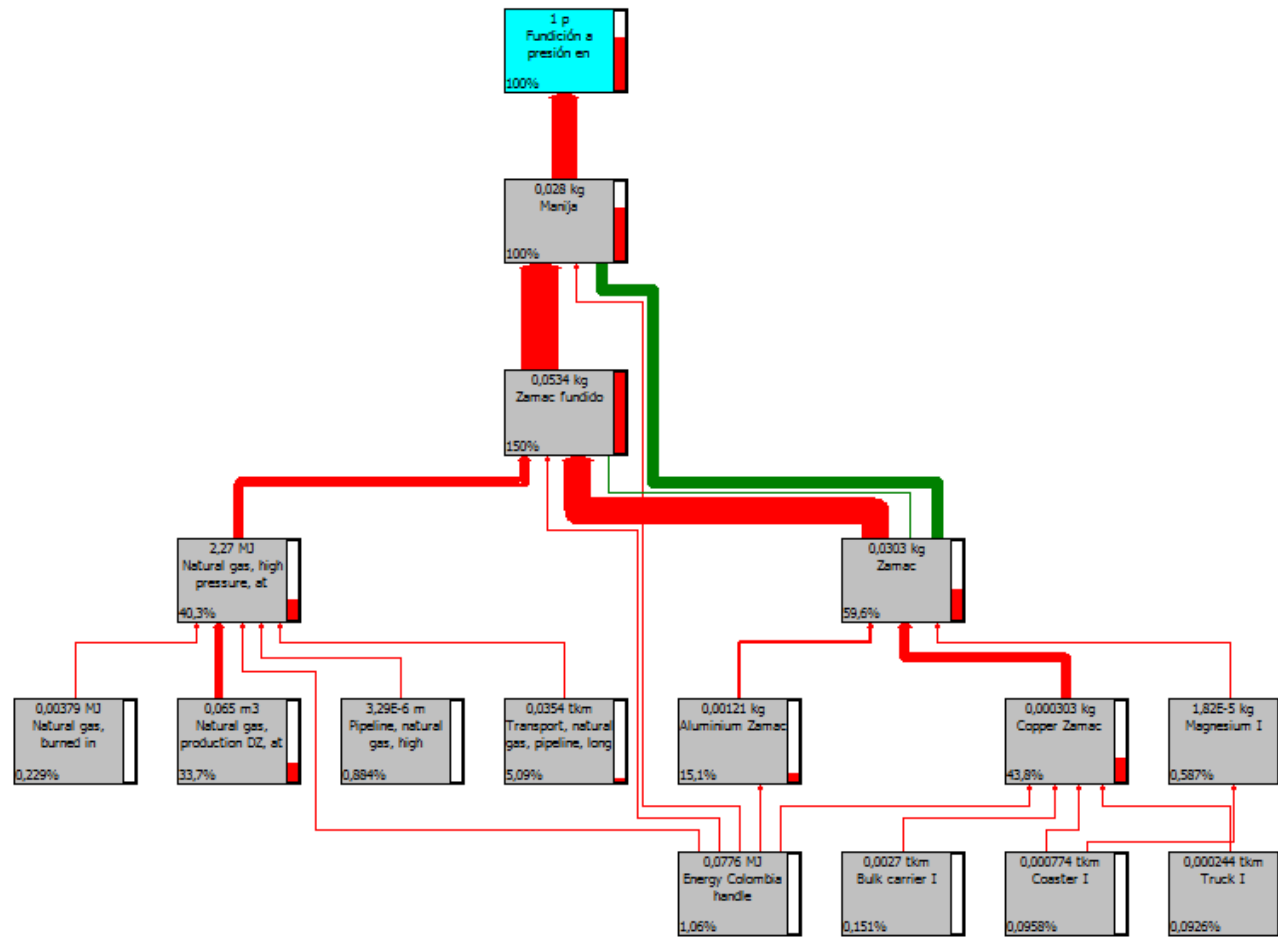 1 p
Fundición a
presión en
100%
0,028 kg
Manija
100%
0,0534 kg
Zamac fundido
150%
2,27 MJ
Natural gas, high
pressure, at
40,3%
0,0303 kg
Zamac
59,6%
0,00379 MJ
Natural gas,
burned in
0,229%
0,065 m3
Natural gas,
production DZ, at
33,7%
3,29E-6 m
Pipeline, natural
gas, high
0,884%
0,0354 tkm
Transport, natural
gas, pipeline, long
5,09%
0,00121 kg
Aluminium Zamac
15,1%
0,000303 kg
Copper Zamac
43,8%
1,82E-5 kg
Magnesium I
0,587%
0,0776 MJ
Energy Colombia
handle
1,06%
0,0027 tkm
Bulk carrier I
0,151%
0,000774 tkm
Coaster I
0,0958%
0,000244 tkm
Truck I
0,0926%